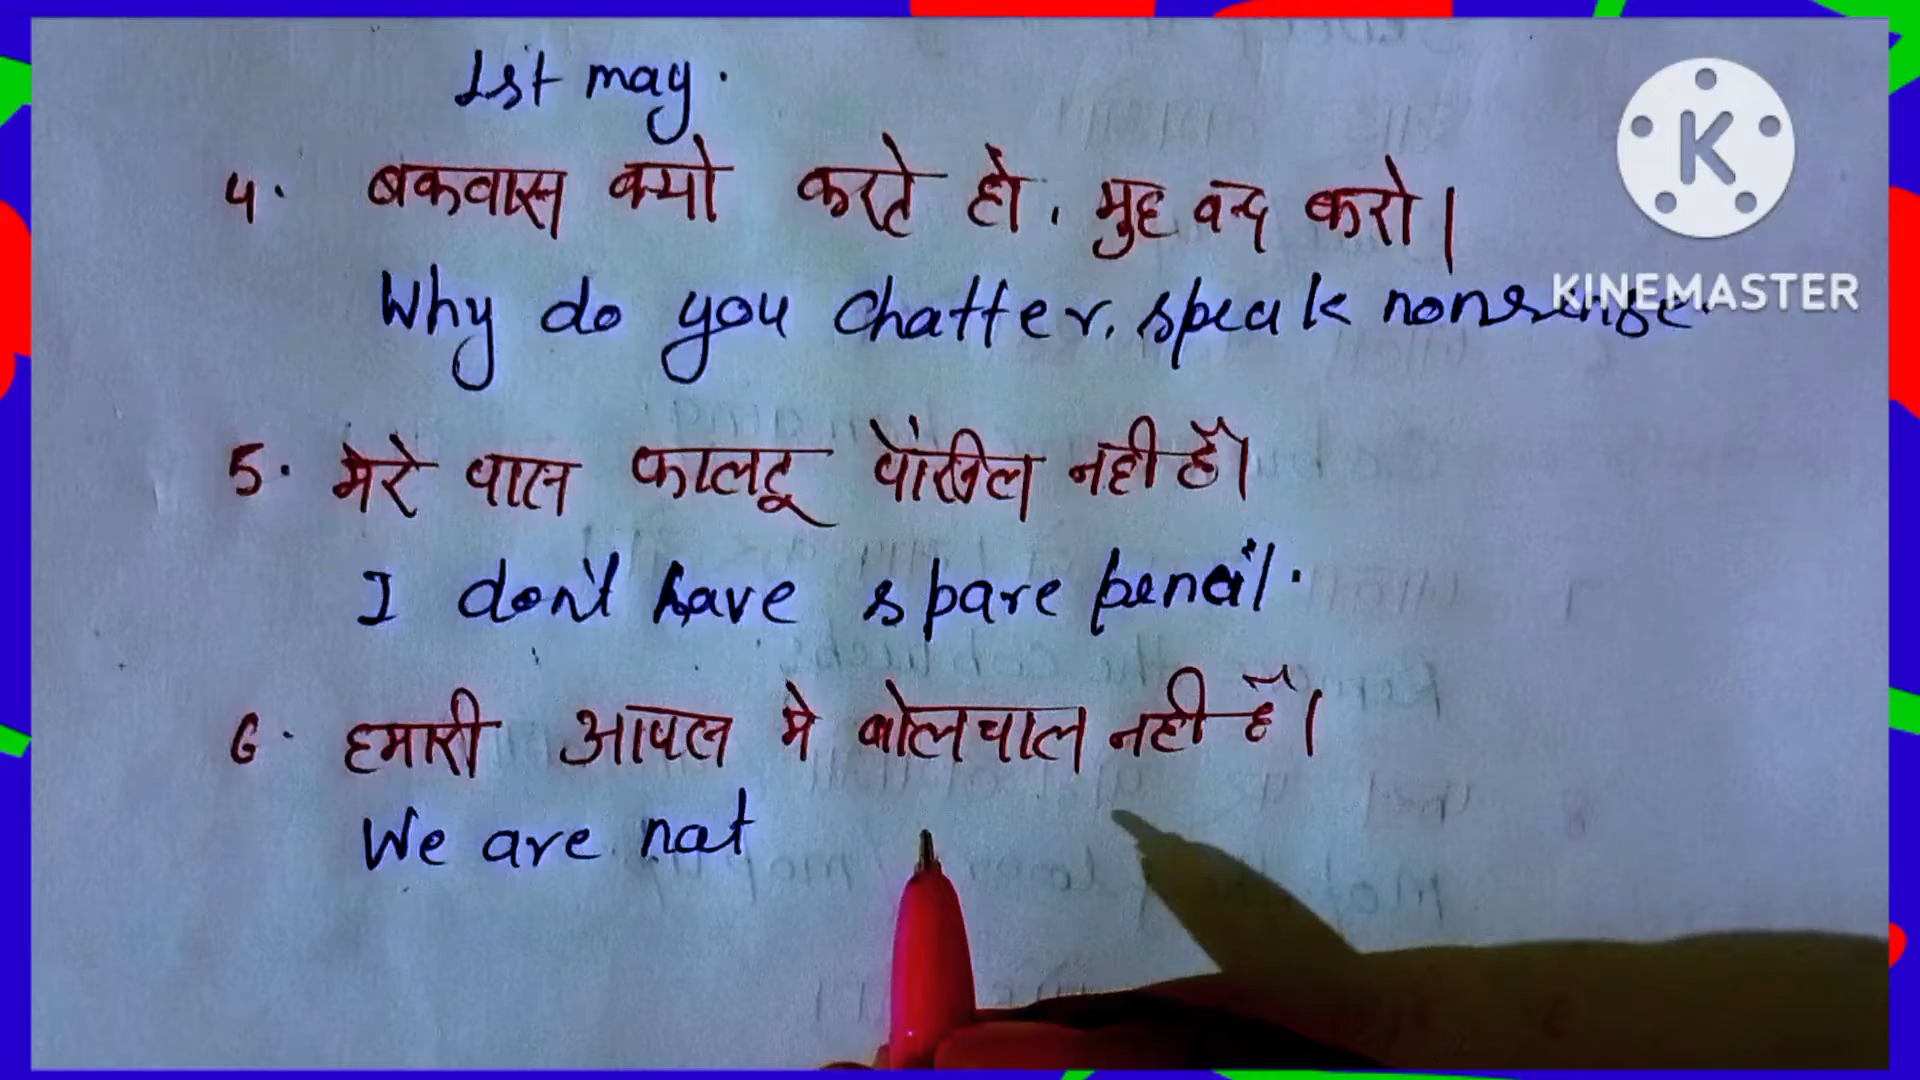 1st may.
4. बकवास क्यो करते हो. मुह बन्द करो।
Why do you chatter. speak nonsense.
KINEMASTER
5. मेरे पास फालटू पेंसिल नही हैं।
I don't have spare pencil.
6. हमारी आपस मे बोलचाल नही हैं।
We are not